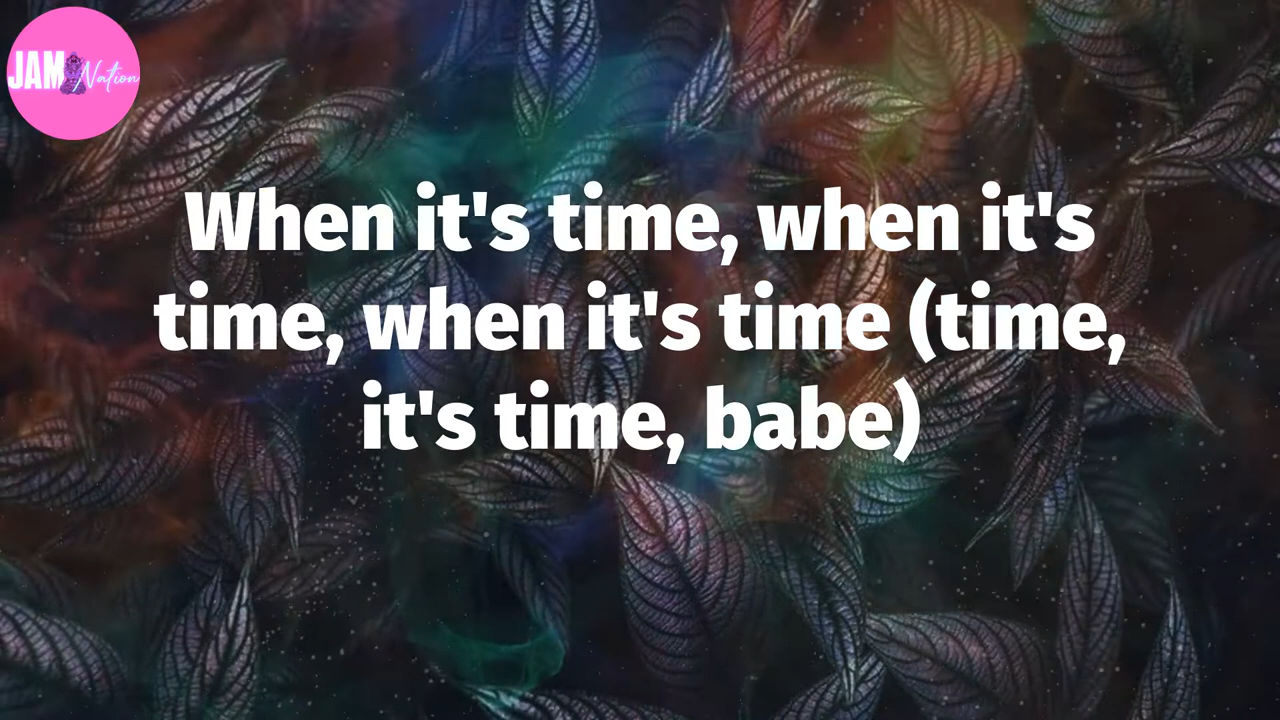 JAM Nation
When it's time, when it's
time, when it's time (time,
it's time, babe)